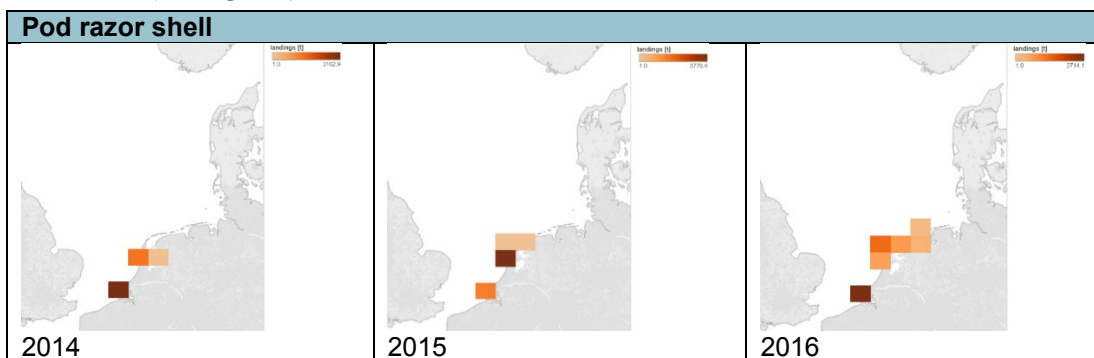 Pod razor shell
landings [t]
1.0 3162.9
landings [t]
1.0 3779.4
landings [t]
1.0 2714.1
2014 2015 2016